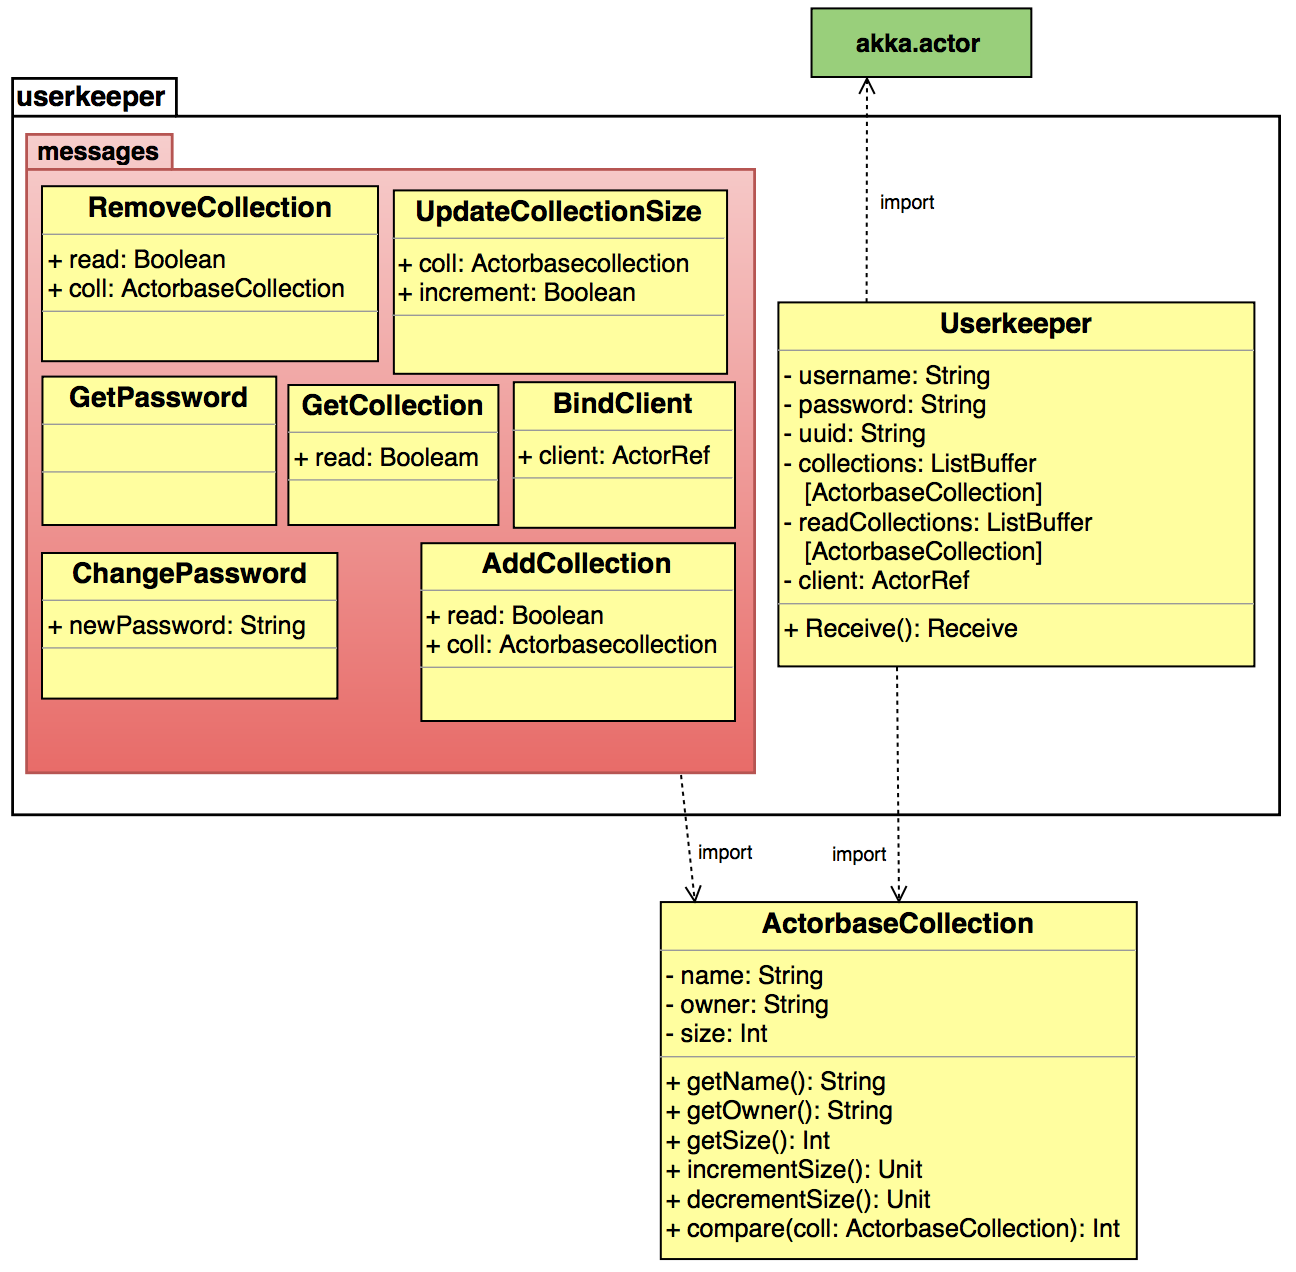 akka.actor
userkeeper
import
messages
RemoveCollection
+ read: Boolean
+ coll: ActorbaseCollection
UpdateCollectionSize
+ coll: Actorbasecollection
+ increment: Boolean
GetPassword
GetCollection
+ read: Booleam
BindClient
+ client: ActorRef
ChangePassword
+ newPassword: String
AddCollection
+ read: Boolean
+ coll: Actorbasecollection
Userkeeper
- username: String
- password: String
- uuid: String
- collections: ListBuffer
[ActorbaseCollection]
- readCollections: ListBuffer
[ActorbaseCollection]
- client: ActorRef
+ Receive(): Receive
import
import
ActorbaseCollection
- name: String
- owner: String
- size: Int
+ getName(): String
+ getOwner(): String
+ getSize(): Int
+ incrementSize(): Unit
+ decrementSize(): Unit
+ compare(coll: ActorbaseCollection): Int